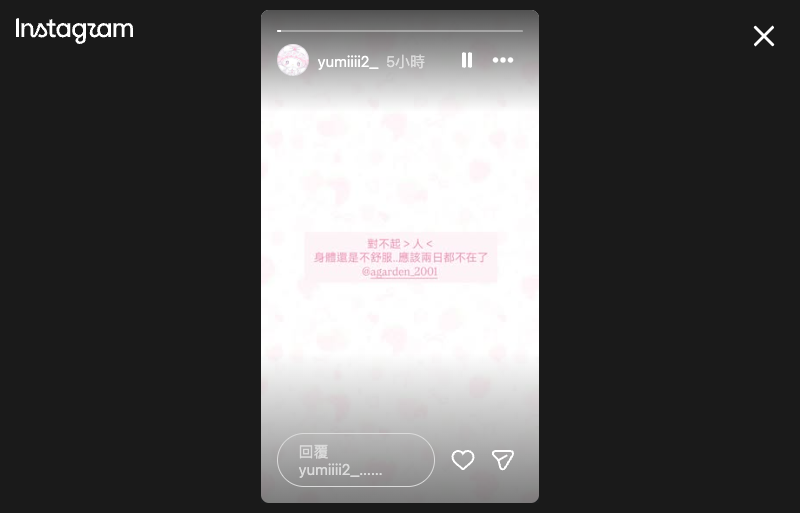 Instagram
yumiiii2_ 5小時
對不起 > 人 <
身體還是不舒服..應該兩日都不在了
@agarden_2001
回覆
yumiiii2_......